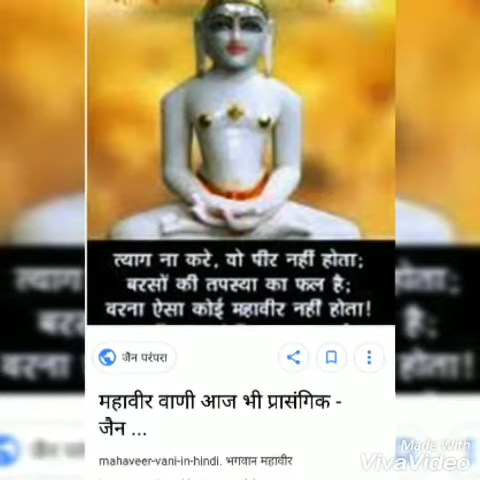 त्याग ना करे, वो पीर नहीं होता;
बरसों की तपस्या का फल है;
वरना ऐसा कोई महावीर नहीं होता!
जैन परंपरा
महावीर वाणी आज भी प्रासंगिक -
जैन ...
mahaveer-vani-in-hindi. भगवान महावीर
Made With
VivaVideo